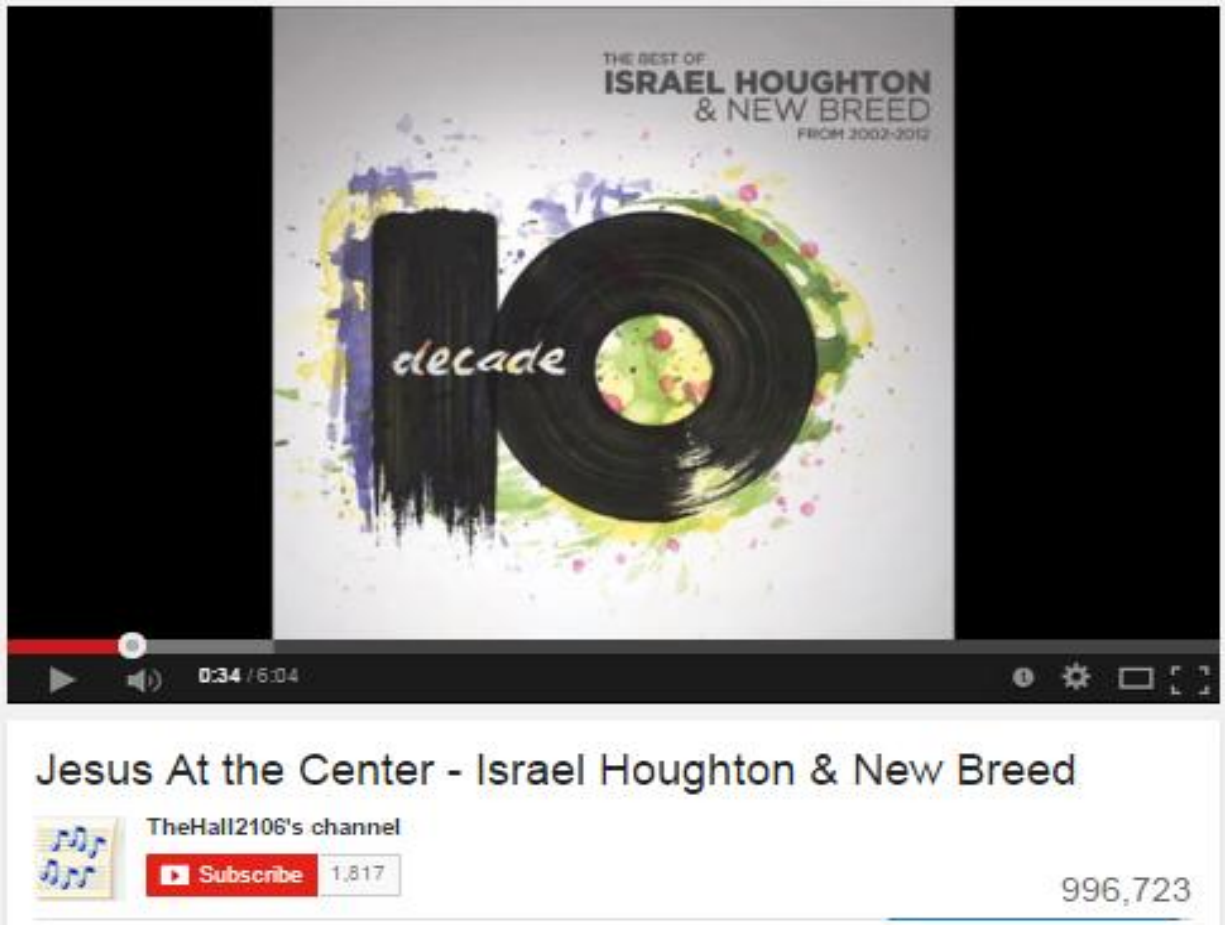 THE BEST OF
ISRAEL HOUGHTON
& NEW BREED
FROM 2002-2012
decade
0:34 / 6:04
Jesus At the Center - Israel Houghton & New Breed
TheHall2106's channel
Subscribe 1,817
996,723